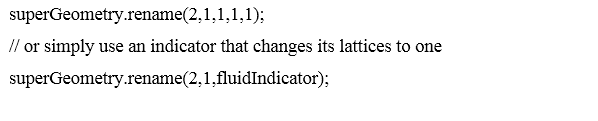 superGeometry.rename(2,1,1,1,1);
// or simply use an indicator that changes its lattices to one
superGeometry.rename(2,1,fluidIndicator);